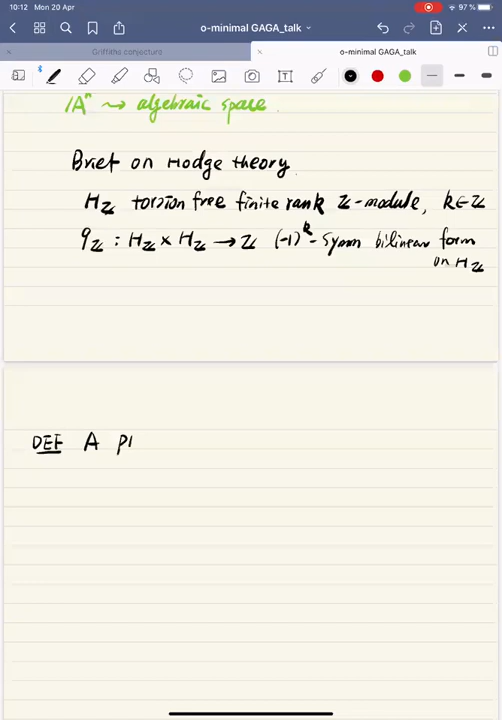 10:12 Mon 20 Apr
97 %
o-minimal GAGA_talk
Griffiths conjecture
o-minimal GAGA_talk
/Aⁿ ⇝ algebraic space.
Brief on Hodge theory.
H_ℤ torsion free finite rank ℤ-module, k∈ℤ
q_ℤ : H_ℤ × H_ℤ → ℤ (-1)^k-symm bilinear form
on H_ℤ
DEF A pl